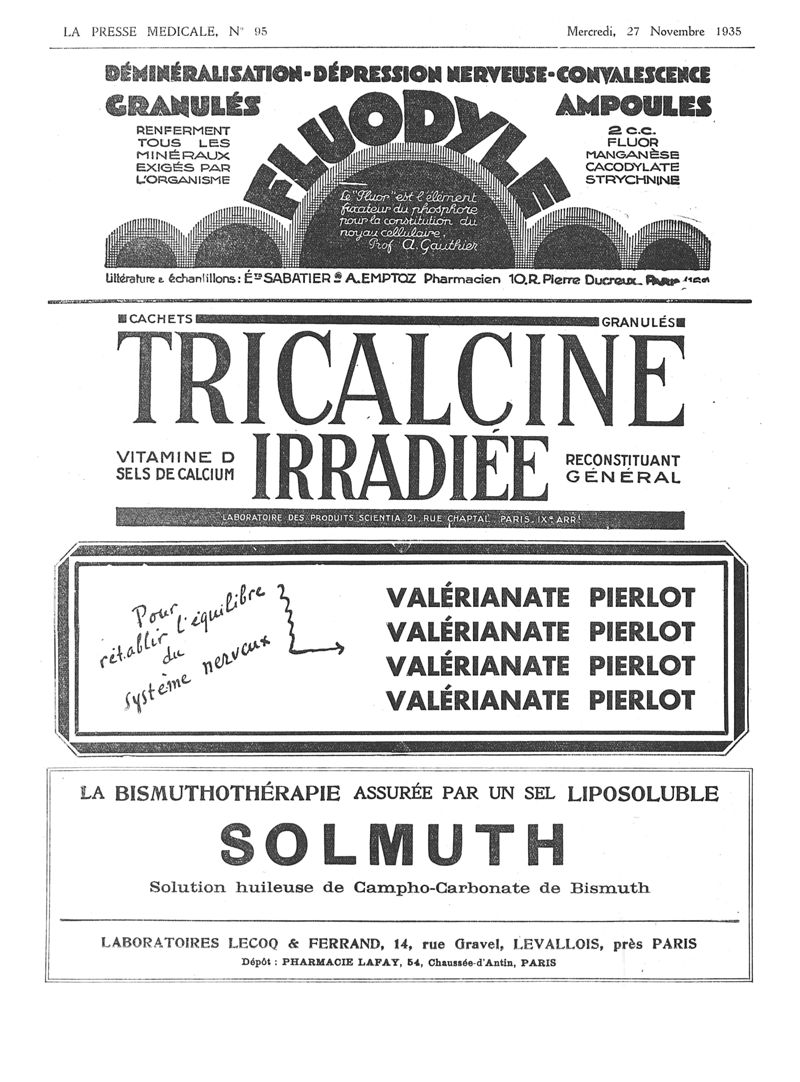 LA PRESSE MEDICALE, N° 95
Mercredi, 27 Novembre 1935
DÉMINÉRALISATION-DÉPRESSION NERVEUSE-CONVALESCENCE
GRANULÉS
RENFERMENT
TOUS LES
MINÉRAUX
EXIGÉS PAR
L'ORGANISME
FLUODYLE
AMPOULES
2 c.c.
FLUOR
MANGANÈSE
CACODYLATE
STRYCHNINE
Le "Fluor" est l'élément
fixateur du phosphore
pour la constitution du
noyau cellulaire,
Prof A. Gauthier
Littérature & échantillons: Éts SABATIER & A. EMPTOZ Pharmacien 10, R. Pierre Ducreux_ PARIS
CACHETS
GRANULÉS
TRICALCINE
VITAMINE D
SELS DE CALCIUM
IRRADIÉE
RECONSTITUANT
GÉNÉRAL
LABORATOIRE DES PRODUITS SCIENTIA. 21, RUE CHAPTAL. PARIS. IXe ARRt
Pour
rétablir l'équilibre
du
système nerveux
VALÉRIANATE PIERLOT
VALÉRIANATE PIERLOT
VALÉRIANATE PIERLOT
VALÉRIANATE PIERLOT
LA BISMUTHOTHÉRAPIE ASSURÉE PAR UN SEL LIPOSOLUBLE
SOLMUTH
Solution huileuse de Campho-Carbonate de Bismuth
LABORATOIRES LECOQ & FERRAND, 14, rue Gravel, LEVALLOIS, près PARIS
Dépôt : PHARMACIE LAFAY, 54, Chaussée-d'Antin, PARIS